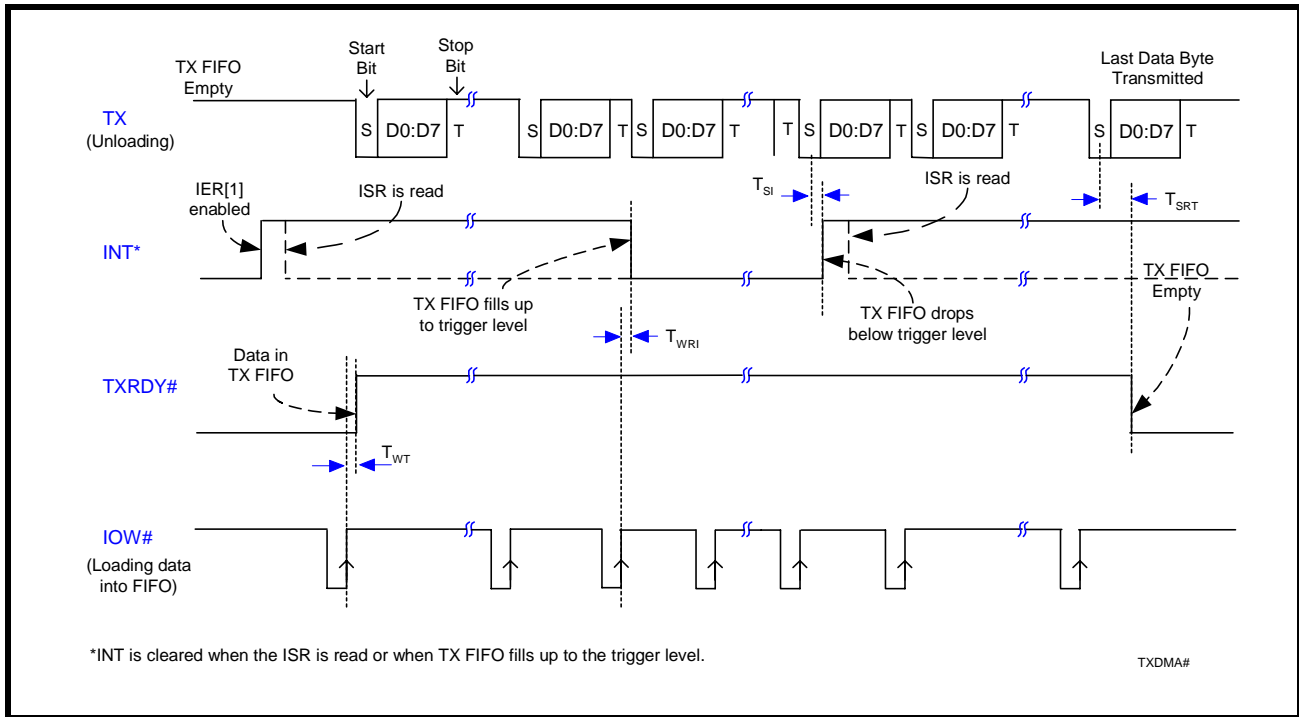 Start
Bit
Stop
Bit
TX FIFO
Empty
Last Data Byte
Transmitted
TX
(Unloading)
S D0:D7 T S D0:D7 T S D0:D7 T T S D0:D7 T S D0:D7 T S D0:D7 T
IER[1]
enabled
ISR is read
TSI
ISR is read
TSRT
INT*
TX FIFO fills up
to trigger level
TX FIFO drops
below trigger level
TX FIFO
Empty
TWRI
Data in
TX FIFO
TXRDY#
TWT
IOW#
(Loading data
into FIFO)
*INT is cleared when the ISR is read or when TX FIFO fills up to the trigger level.
TXDMA#